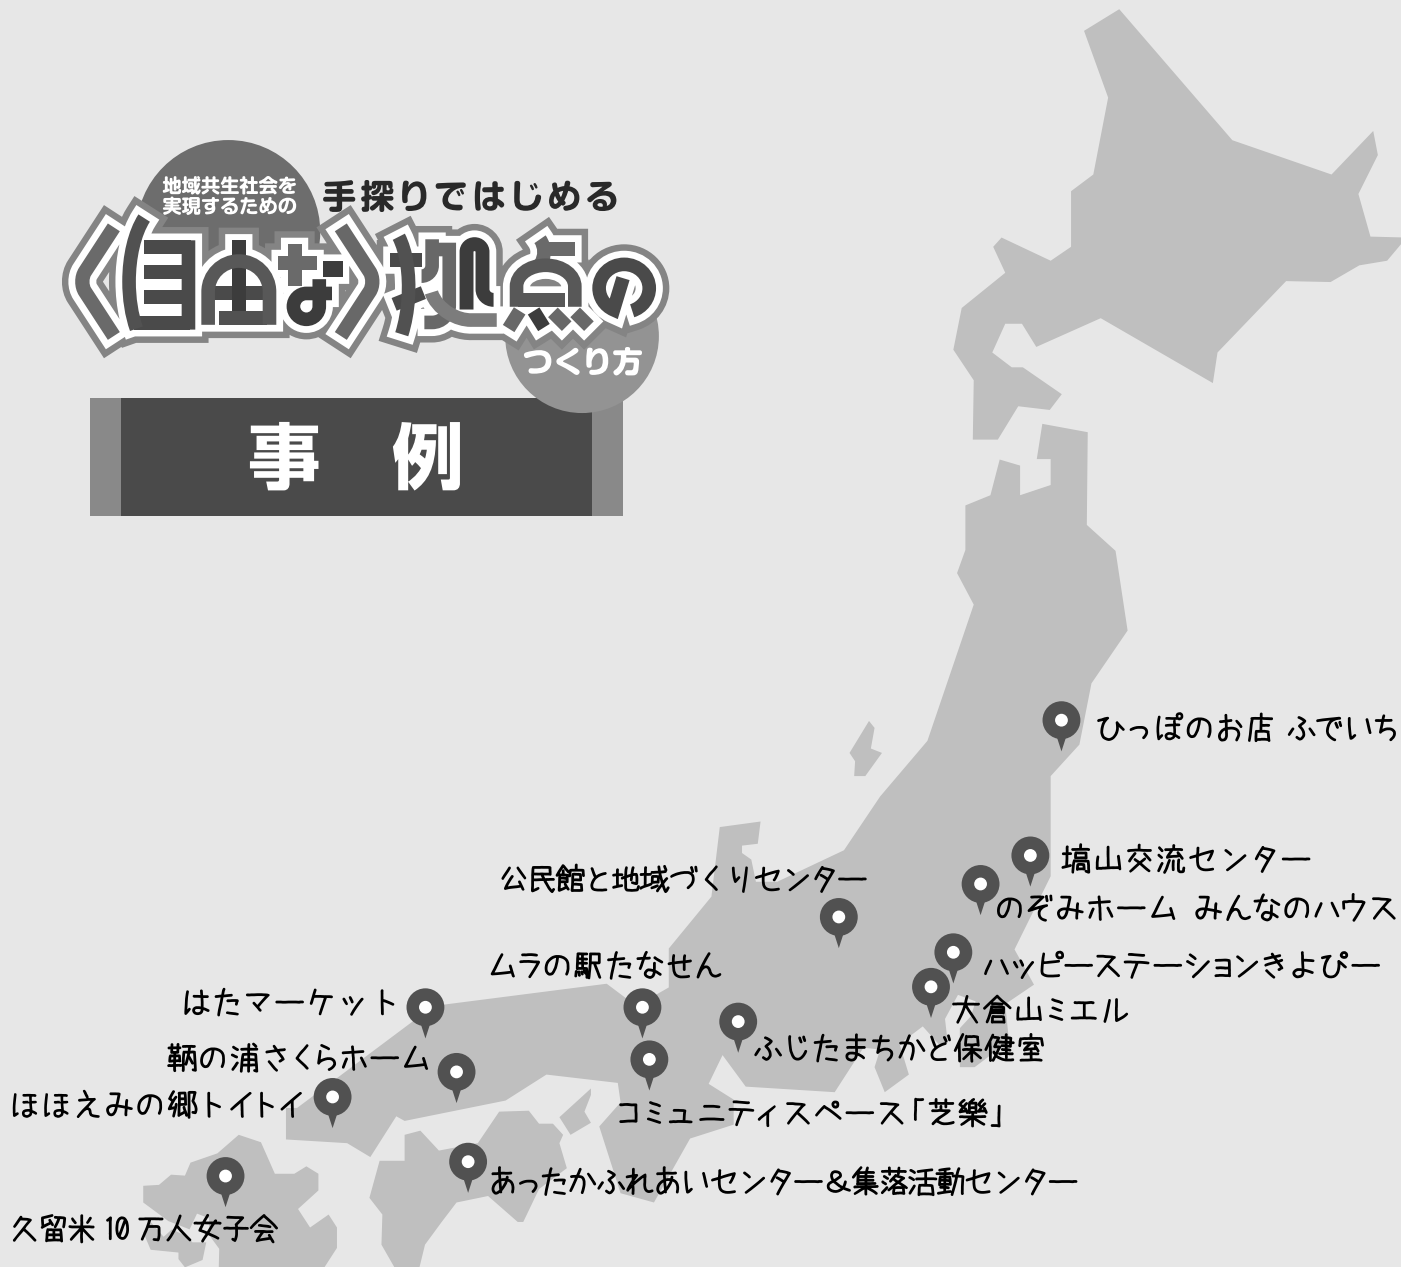 地域共生社会を
実現するための
手探りではじめる
〈自由な〉拠点の
つくり方
事 例
ひっぽのお店 ふでいち
塙山交流センター
公民館と地域づくりセンター
のぞみホーム みんなのハウス
ムラの駅たなせん
ハッピーステーションきよぴー
はたマーケット
大倉山ミエル
ふじたまちかど保健室
鞆の浦さくらホーム
ほほえみの郷トイトイ
コミュニティスペース「芝樂」
あったかふれあいセンター＆集落活動センター
久留米10万人女子会